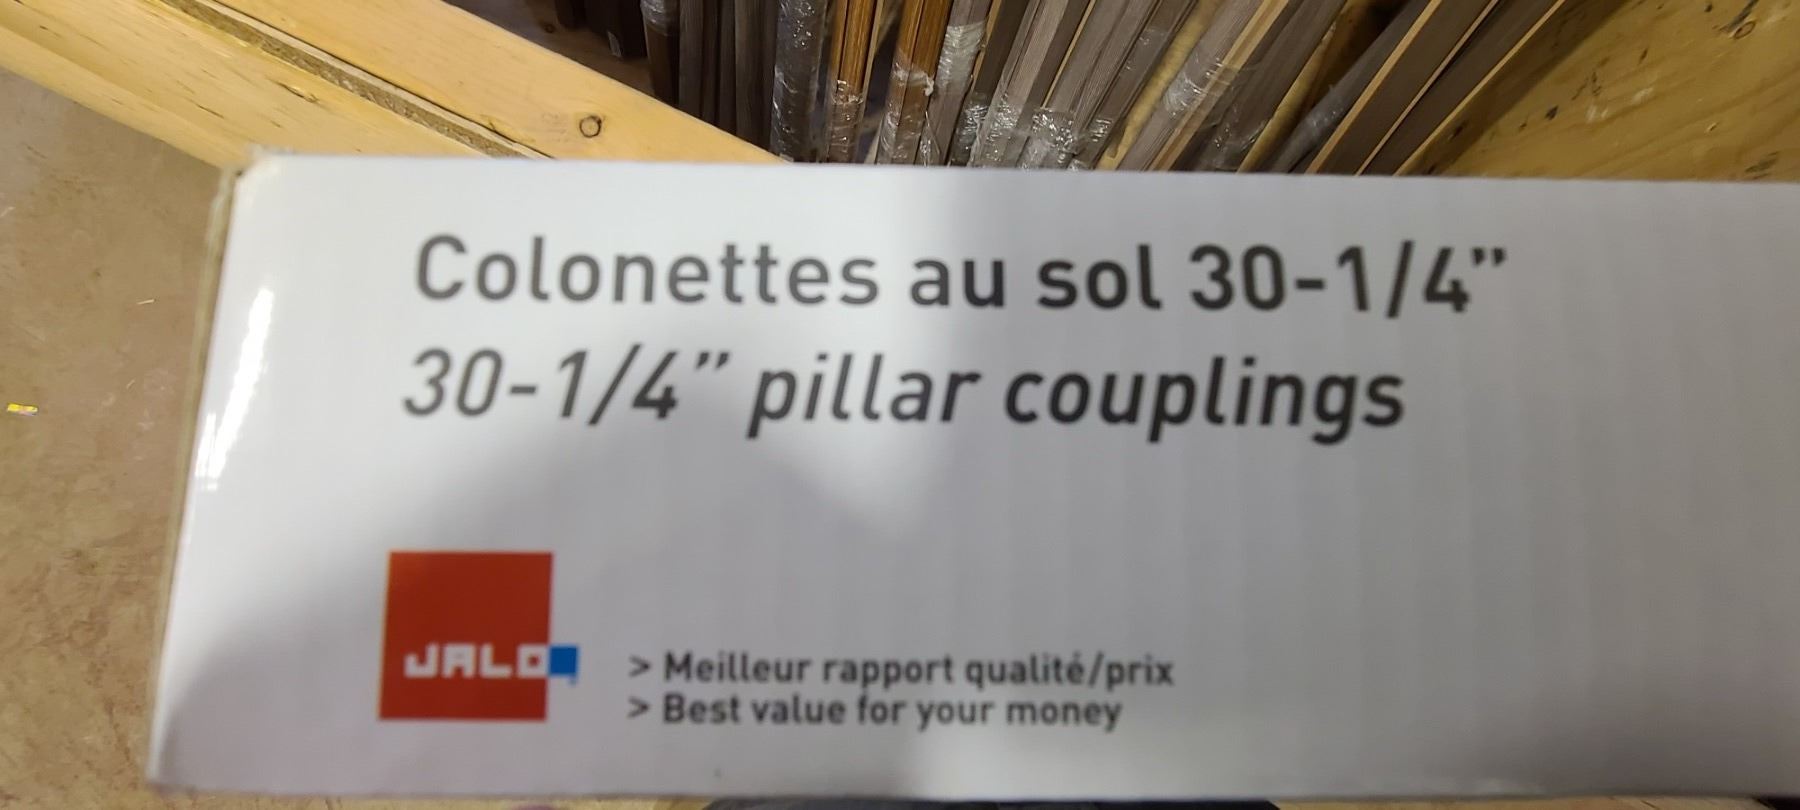 Colonettes au sol 30-1/4"
30-1/4" pillar couplings
JALO
> Meilleur rapport qualité/prix
> Best value for your money